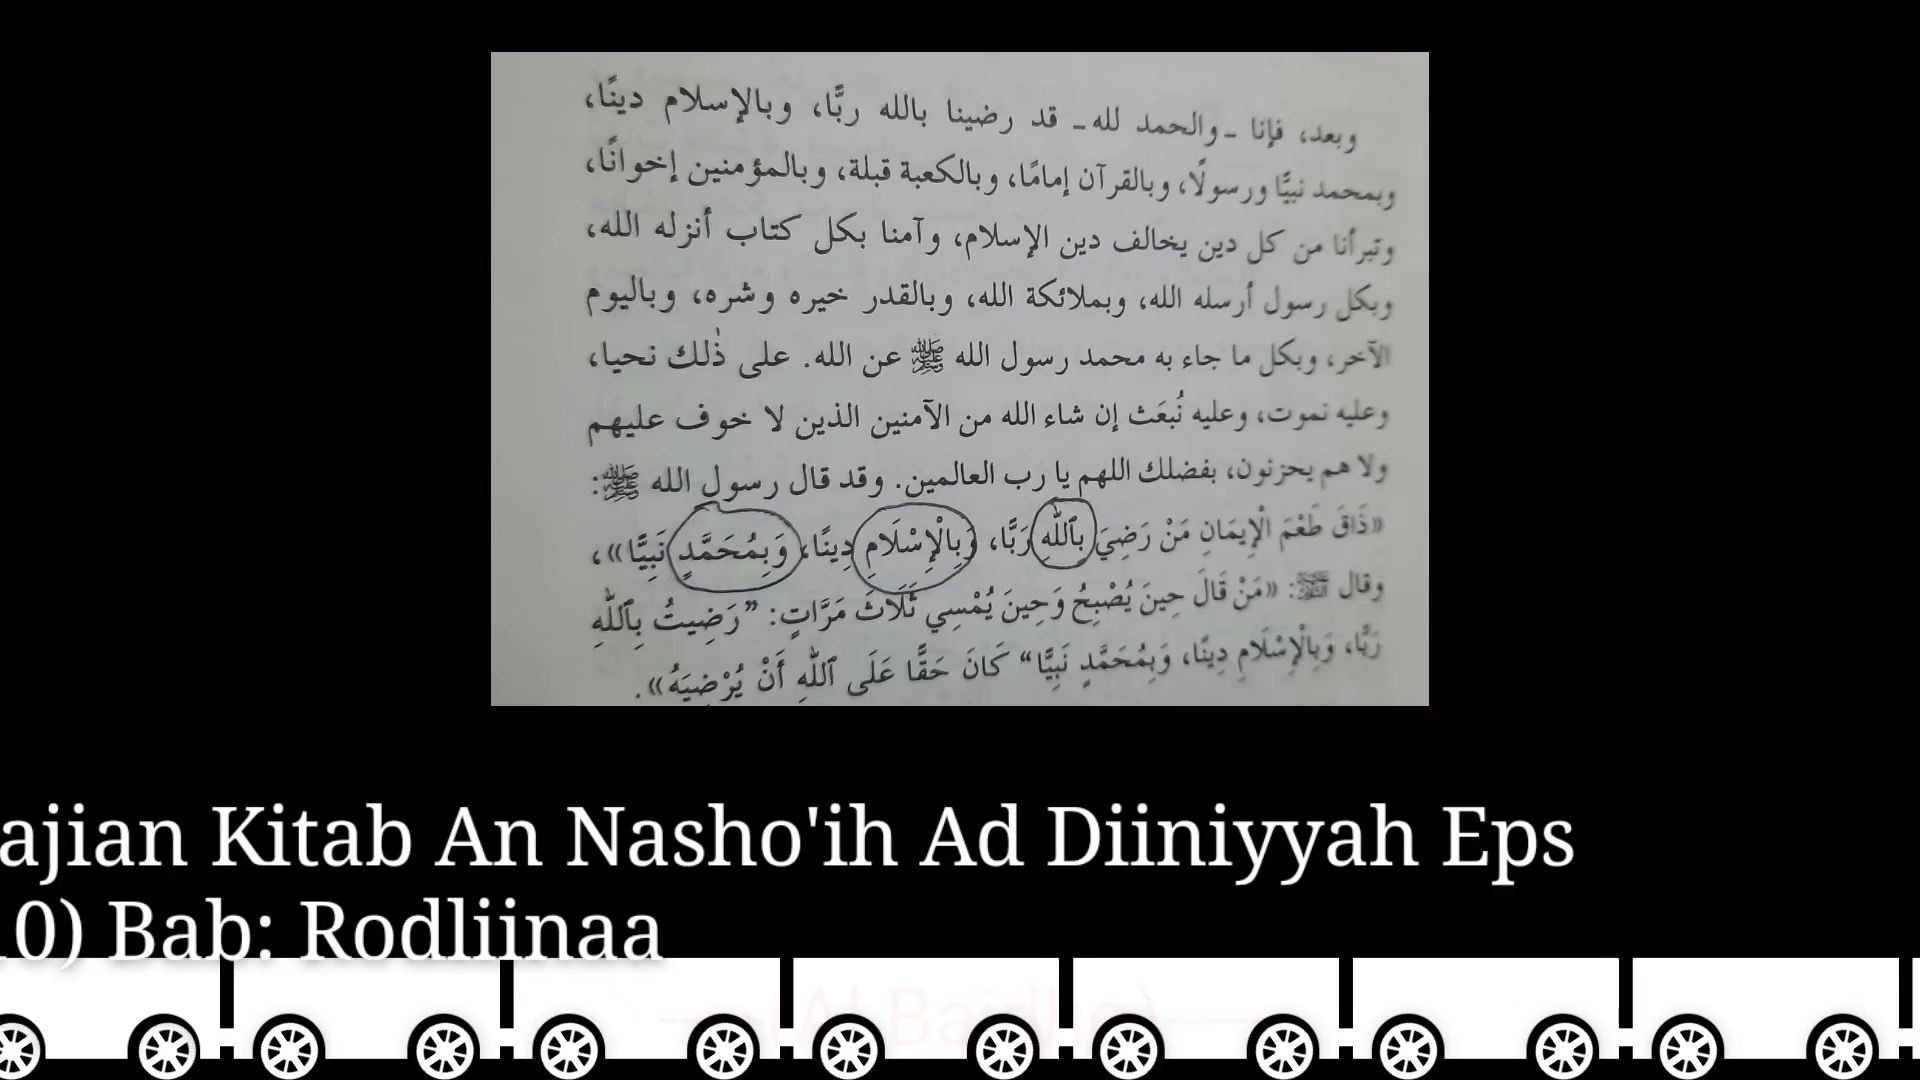 وبعد، فإنا ـ والحمد لله ـ قد رضينا بالله ربًّا، وبالإسلام دينًا،
وبمحمد نبيًّا ورسولًا، وبالقرآن إمامًا، وبالكعبة قبلة، وبالمؤمنين إخوانًا،
وتبرأنا من كل دين يخالف دين الإسلام، وآمنا بكل كتاب أنزله الله،
وبكل رسول أرسله الله، وبملائكة الله، وبالقدر خيره وشره، وباليوم
الآخر، وبكل ما جاء به محمد رسول الله ﷺ عن الله. على ذٰلك نحيا،
وعليه نموت، وعليه نُبعَث إن شاء الله من الآمنين الذين لا خوف عليهم
ولا هم يحزنون، بفضلك اللهم يا رب العالمين. وقد قال رسول الله ﷺ:
«ذَاقَ طَعْمَ الْإِيمَانِ مَنْ رَضِيَ بِٱللّٰهِ رَبًّا، وَبِالْإِسْلَامِ دِينًا، وَبِمُحَمَّدٍ نَبِيًّا»،
وقال ﷺ: «مَنْ قَالَ حِينَ يُصْبِحُ وَحِينَ يُمْسِي ثَلَاثَ مَرَّاتٍ: ”رَضِيتُ بِٱللّٰهِ
رَبًّا، وَبِالْإِسْلَامِ دِينًا، وَبِمُحَمَّدٍ نَبِيًّا“ كَانَ حَقًّا عَلَى ٱللّٰهِ أَنْ يُرْضِيَهُ».
ajian Kitab An Nasho'ih Ad Diiniyyah Eps
0) Bab: Rodliinaa